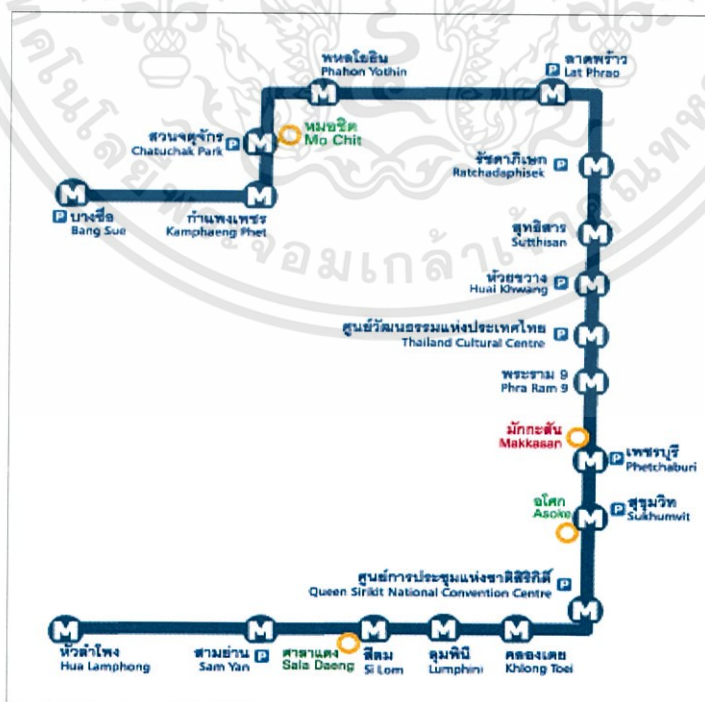 พหลโยธิน
Phahon Yothin
P ลาดพร้าว
Lat Phrao
สวนจตุจักร P
Chatuchak Park
หมอชิต
Mo Chit
รัชดาภิเษก P
Ratchadaphisek
P บางซื่อ
Bang Sue
กำแพงเพชร
Kamphaeng Phet
สุทธิสาร
Sutthisan
ห้วยขวาง P
Huai Khwang
ศูนย์วัฒนธรรมแห่งประเทศไทย P
Thailand Cultural Centre
พระราม 9
Phra Ram 9
มักกะสัน
Makkasan
P เพชรบุรี
Phetchaburi
อโศก
Asoke
P สุขุมวิท
Sukhumvit
ศูนย์การประชุมแห่งชาติสิริกิติ์ P
Queen Sirikit National Convention Centre
หัวลำโพง
Hua Lamphong
สามย่าน P
Sam Yan
ศาลาแดง
Sala Daeng
สีลม
Si Lom
ลุมพินี
Lumphini
คลองเตย
Khlong Toei